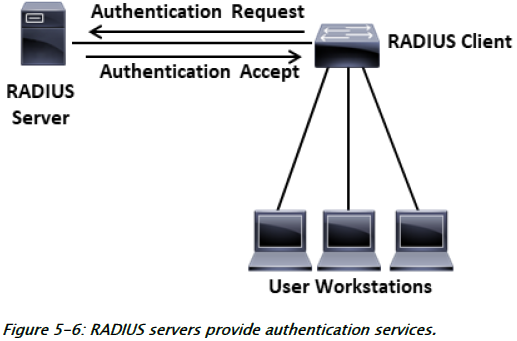 Authentication Request
RADIUS Client
Authentication Accept
RADIUS
Server
User Workstations
Figure 5-6: RADIUS servers provide authentication services.